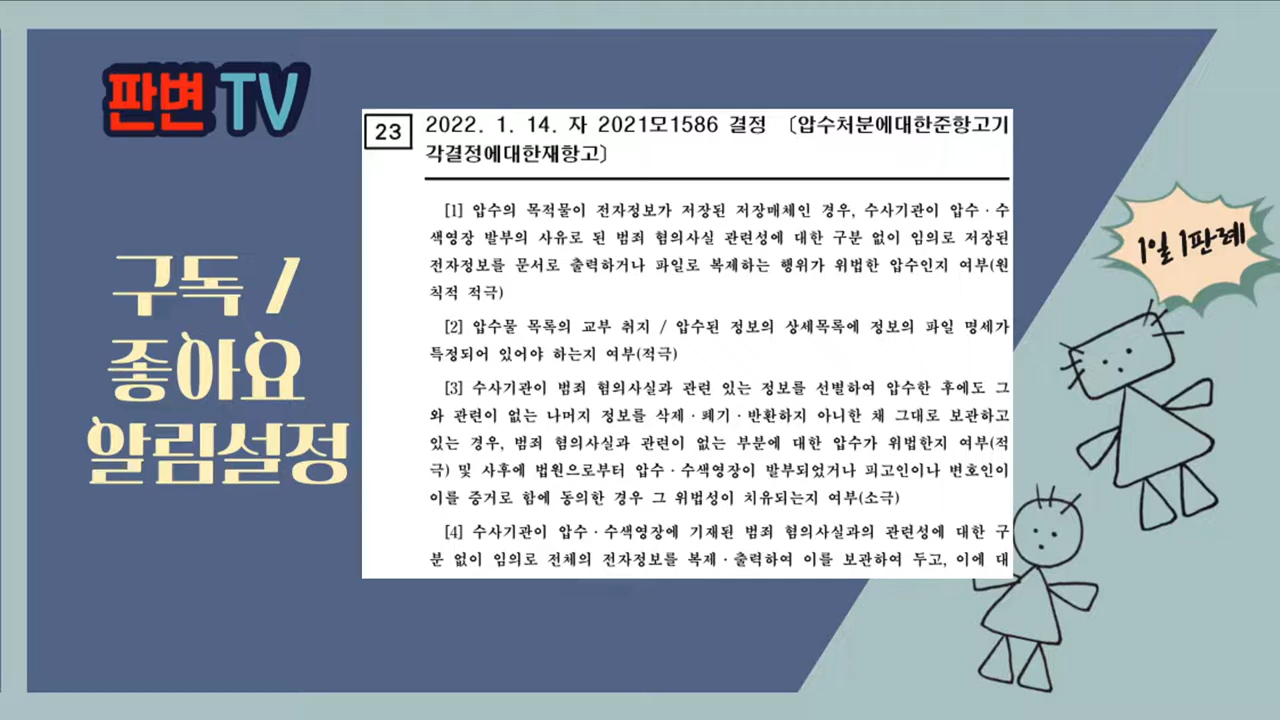 판변 TV
구독 /
좋아요
알림설정
23
2022. 1. 14. 자 2021모1586 결정 〔압수처분에대한준항고기
각결정에대한재항고〕
[1] 압수의 목적물이 전자정보가 저장된 저장매체인 경우, 수사기관이 압수·수
색영장 발부의 사유로 된 범죄 혐의사실 관련성에 대한 구분 없이 임의로 저장된
전자정보를 문서로 출력하거나 파일로 복제하는 행위가 위법한 압수인지 여부(원
칙적 적극)
[2] 압수물 목록의 교부 취지 / 압수된 정보의 상세목록에 정보의 파일 명세가
특정되어 있어야 하는지 여부(적극)
[3] 수사기관이 범죄 혐의사실과 관련 있는 정보를 선별하여 압수한 후에도 그
와 관련이 없는 나머지 정보를 삭제·폐기·반환하지 아니한 채 그대로 보관하고
있는 경우, 범죄 혐의사실과 관련이 없는 부분에 대한 압수가 위법한지 여부(적
극) 및 사후에 법원으로부터 압수·수색영장이 발부되었거나 피고인이나 변호인이
이를 증거로 함에 동의한 경우 그 위법성이 치유되는지 여부(소극)
[4] 수사기관이 압수·수색영장에 기재된 범죄 혐의사실과의 관련성에 대한 구
분 없이 임의로 전체의 전자정보를 복제·출력하여 이를 보관하여 두고, 이에 대
1일 1판례